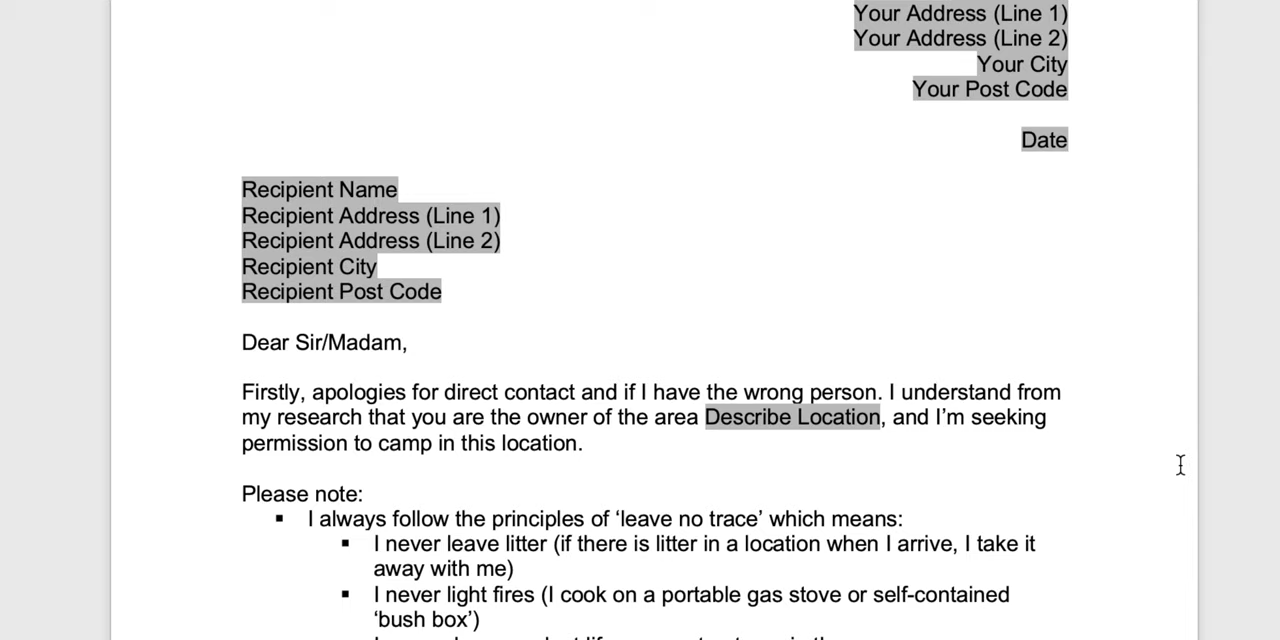 Your Address (Line 1)
Your Address (Line 2)
Your City
Your Post Code
Date
Recipient Name
Recipient Address (Line 1)
Recipient Address (Line 2)
Recipient City
Recipient Post Code
Dear Sir/Madam,
Firstly, apologies for direct contact and if I have the wrong person. I understand from
my research that you are the owner of the area Describe Location, and I’m seeking
permission to camp in this location.
Please note:
▪ I always follow the principles of ‘leave no trace’ which means:
▪ I never leave litter (if there is litter in a location when I arrive, I take it
away with me)
▪ I never light fires (I cook on a portable gas stove or self-contained
‘bush box’)